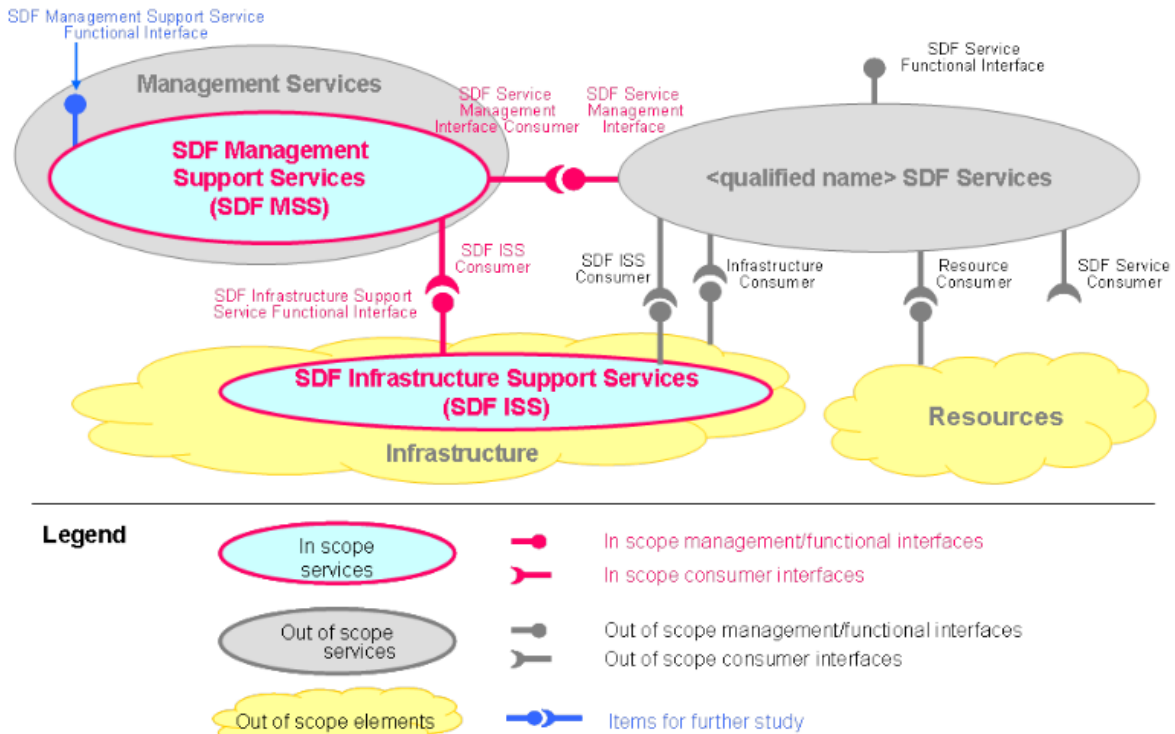 SDF Management Support Service
Functional Interface
Management Services
SDF Management
Support Services
(SDF MSS)
SDF Service
Management
Interface Consumer
SDF Service
Management
Interface
SDF Service
Functional Interface
<qualified name> SDF Services
SDF ISS
Consumer
SDF Infrastructure Support
Service Functional Interface
SDF ISS
Consumer
Infrastructure
Consumer
Resource
Consumer
SDF Service
Consumer
SDF Infrastructure Support Services
(SDF ISS)
Infrastructure
Resources
Legend
In scope
services
In scope management/functional interfaces
In scope consumer interfaces
Out of scope
services
Out of scope management/functional interfaces
Out of scope consumer interfaces
Out of scope elements
Items for further study